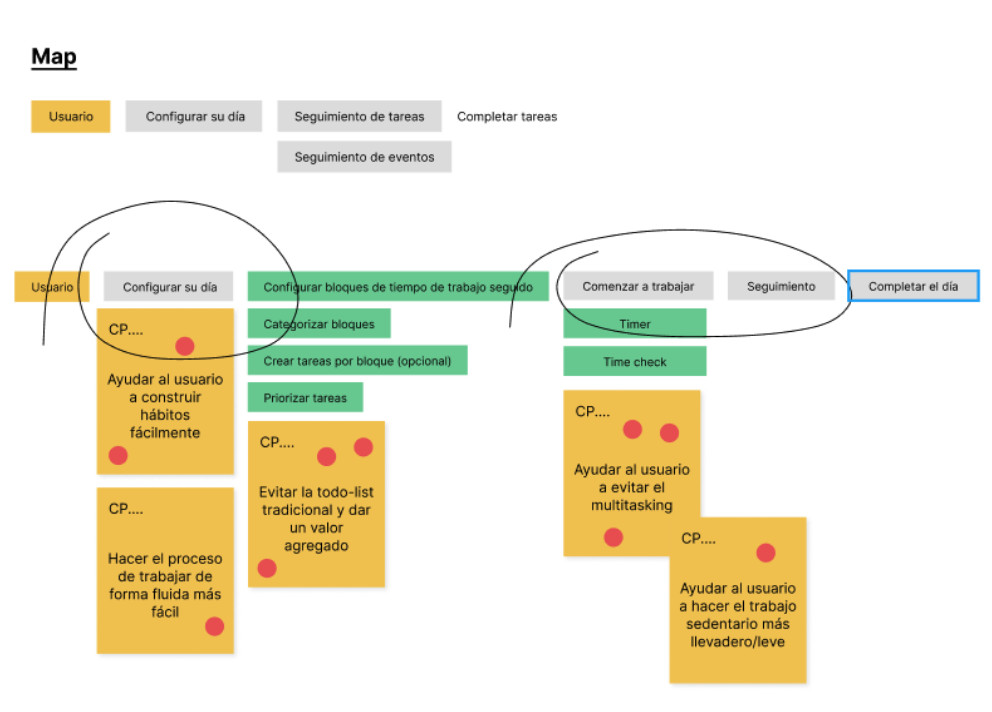 Map
Usuario
Configurar su día
Seguimiento de tareas
Completar tareas
Seguimiento de eventos
Usuario
Configurar su día
Configurar bloques de tiempo de trabajo seguido
Comenzar a trabajar
Seguimiento
Completar el día
Categorizar bloques
Crear tareas por bloque (opcional)
Priorizar tareas
Timer
Time check
CP....
Ayudar al usuario
a construir
hábitos
fácilmente
CP....
Hacer el proceso
de trabajar de
forma fluida más
fácil
CP....
Evitar la todo-list
tradicional y dar
un valor
agregado
CP....
Ayudar al usuario
a evitar el
multitasking
CP....
Ayudar al usuario
a hacer el trabajo
sedentario más
llevadero/leve